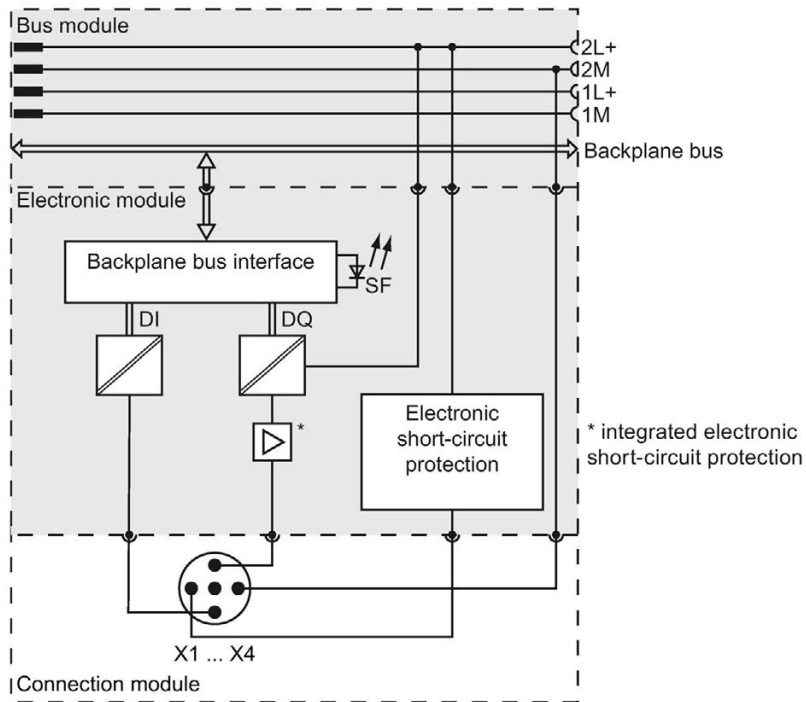 Bus module
2L+
2M
1L+
1M
Backplane bus
Electronic module
Backplane bus interface
SF
DI
DQ
*
Electronic
short-circuit
protection
* integrated electronic
short-circuit protection
X1 ... X4
Connection module